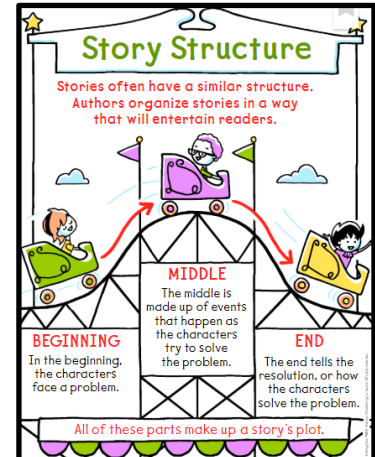 Story Structure
Stories often have a similar structure.
Authors organize stories in a way
that will entertain readers.
BEGINNING
In the beginning,
the characters
face a problem.
MIDDLE
The middle is
made up of events
that happen as
the characters
try to solve
the problem.
END
The end tells the
resolution, or how
the characters
solve the problem.
All of these parts make up a story's plot.